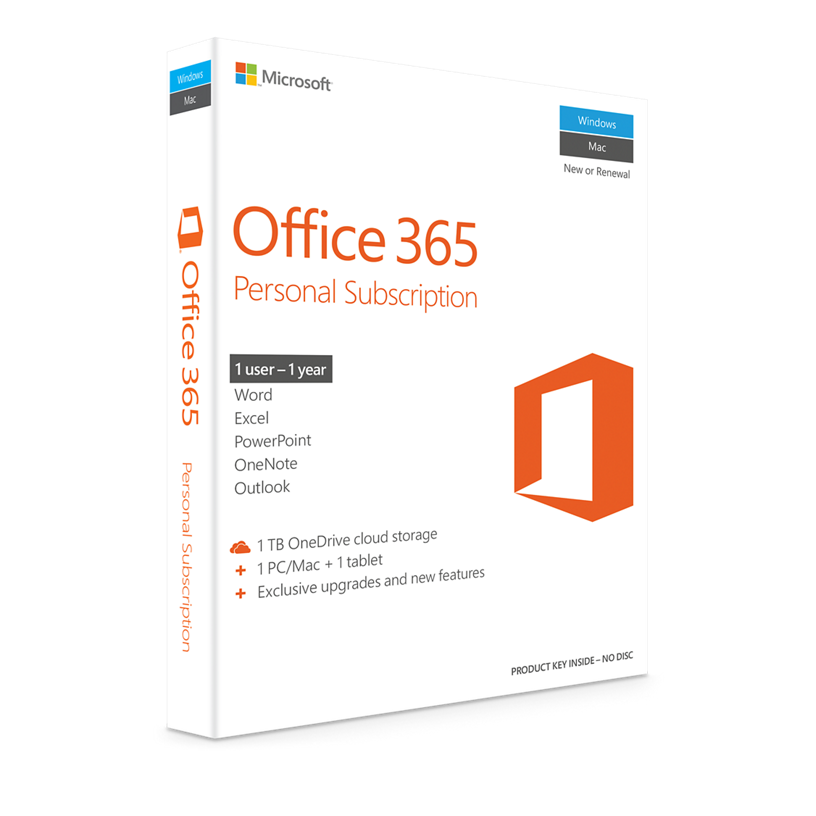 Windows
Mac
Office 365
Personal Subscription
Microsoft
Windows
Mac
New or Renewal
Office 365
Personal Subscription
1 user – 1 year
Word
Excel
PowerPoint
OneNote
Outlook
1 TB OneDrive cloud storage
+ 1 PC/Mac + 1 tablet
+ Exclusive upgrades and new features
PRODUCT KEY INSIDE – NO DISC